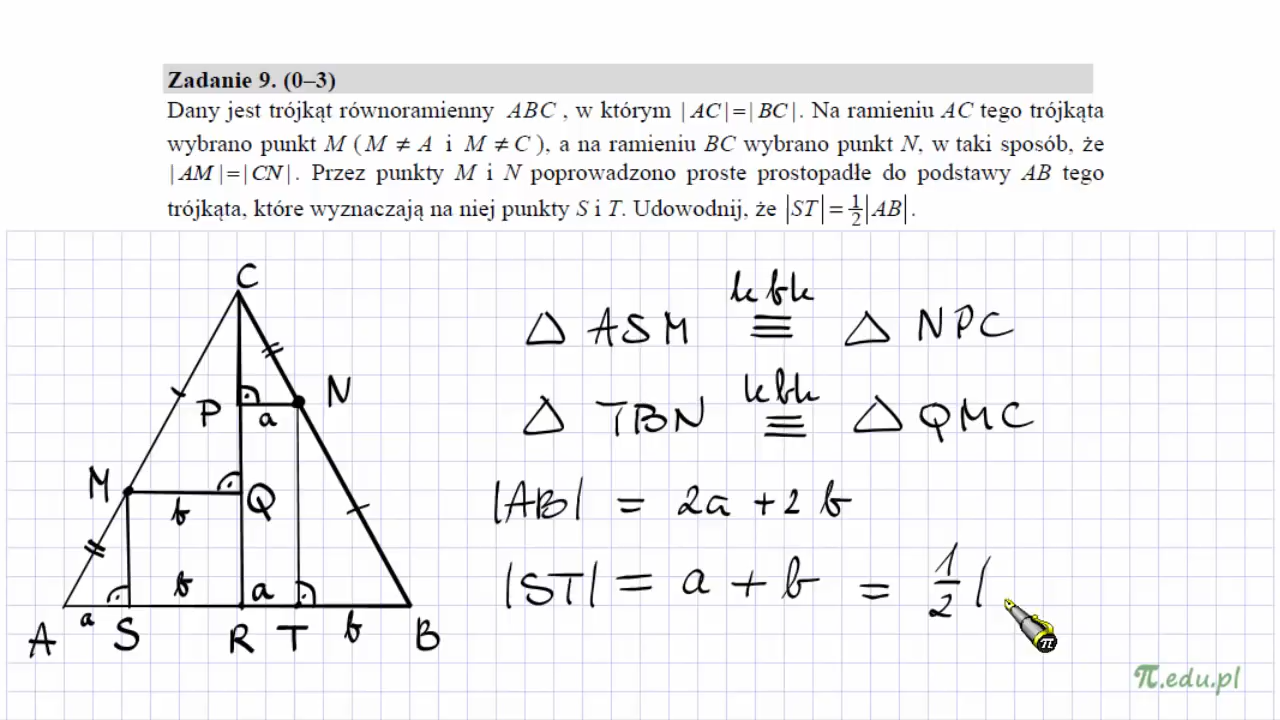 Zadanie 9. (0–3)
Dany jest trójkąt równoramienny ABC , w którym |AC|=|BC|. Na ramieniu AC tego trójkąta
wybrano punkt M ( M ≠ A i M ≠ C ), a na ramieniu BC wybrano punkt N, w taki sposób, że
|AM|=|CN|. Przez punkty M i N poprowadzono proste prostopadłe do podstawy AB tego
trójkąta, które wyznaczają na niej punkty S i T. Udowodnij, że |ST| = 1/2 |AB| .
C
N
P
a
M
Q
b
b
a
a
b
A
S
R
T
B
kbk
△ ASM ≡ △ NPC
kbk
△ TBN ≡ △ QMC
|AB| = 2a + 2b
|ST| = a + b = 1/2 |
π
π.edu.pl